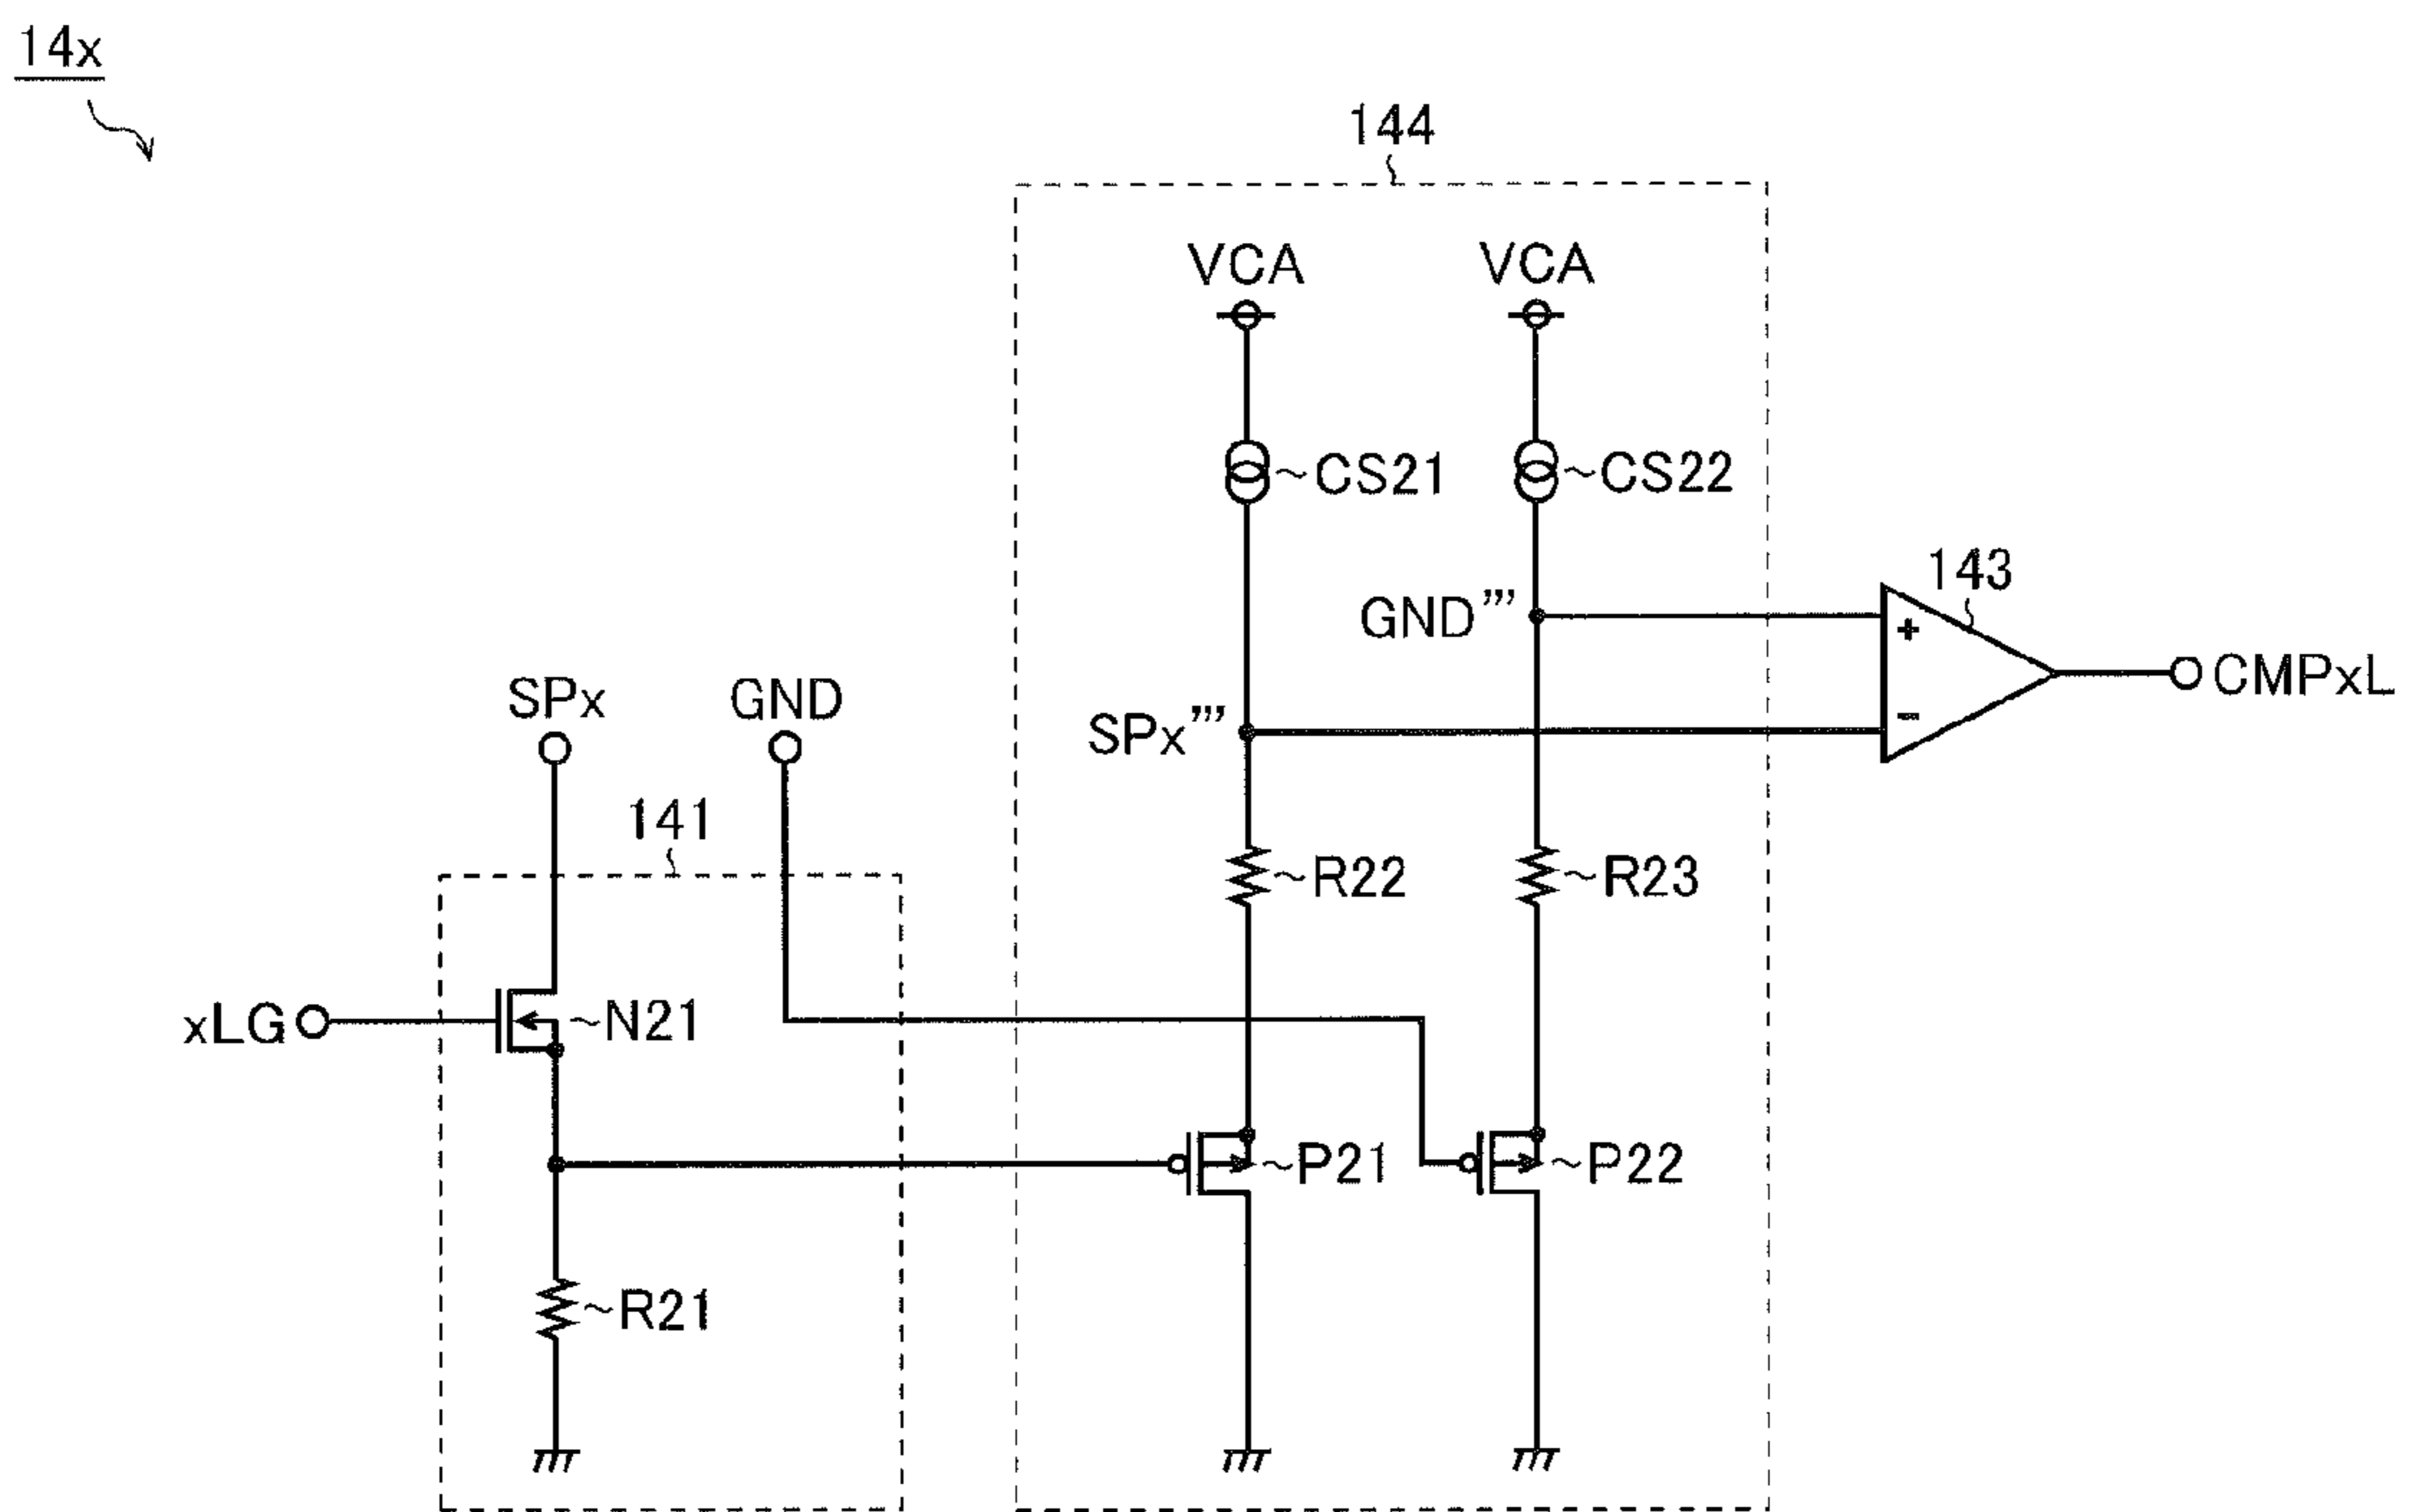 14x
144
VCA VCA
CS21 CS22
143
GND'''
+
CMPxL
SPx GND
SPx'''
-
141
R22 R23
xLG
N21
P21 P22
R21